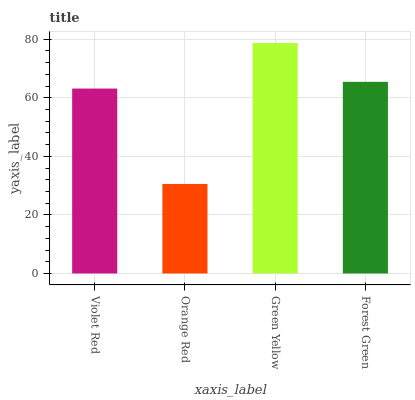 title
80
60
40
20
0
yaxis_label
Violet Red
Orange Red
Green Yellow
Forest Green
xaxis_label